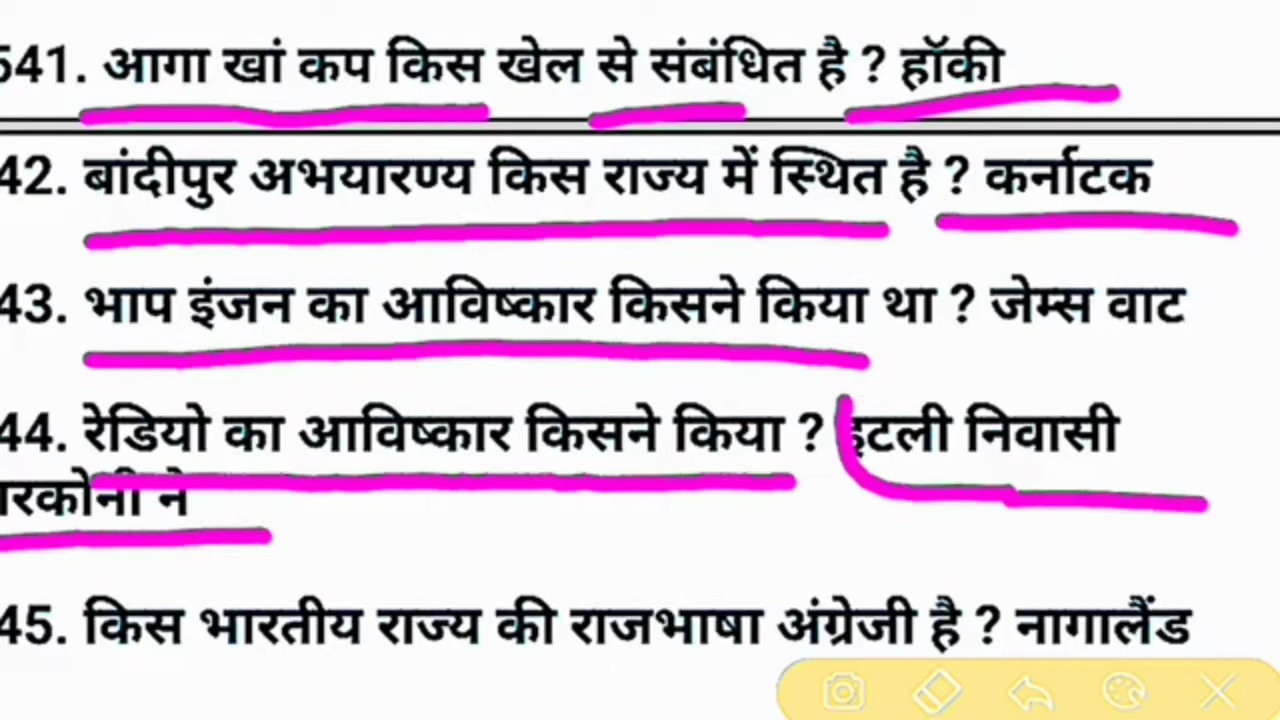 541. आगा खां कप किस खेल से संबंधित है ? हॉकी
42. बांदीपुर अभयारण्य किस राज्य में स्थित है ? कर्नाटक
43. भाप इंजन का आविष्कार किसने किया था ? जेम्स वाट
44. रेडियो का आविष्कार किसने किया ? इटली निवासी
ारकोनी ने
45. किस भारतीय राज्य की राजभाषा अंग्रेजी है ? नागालैंड